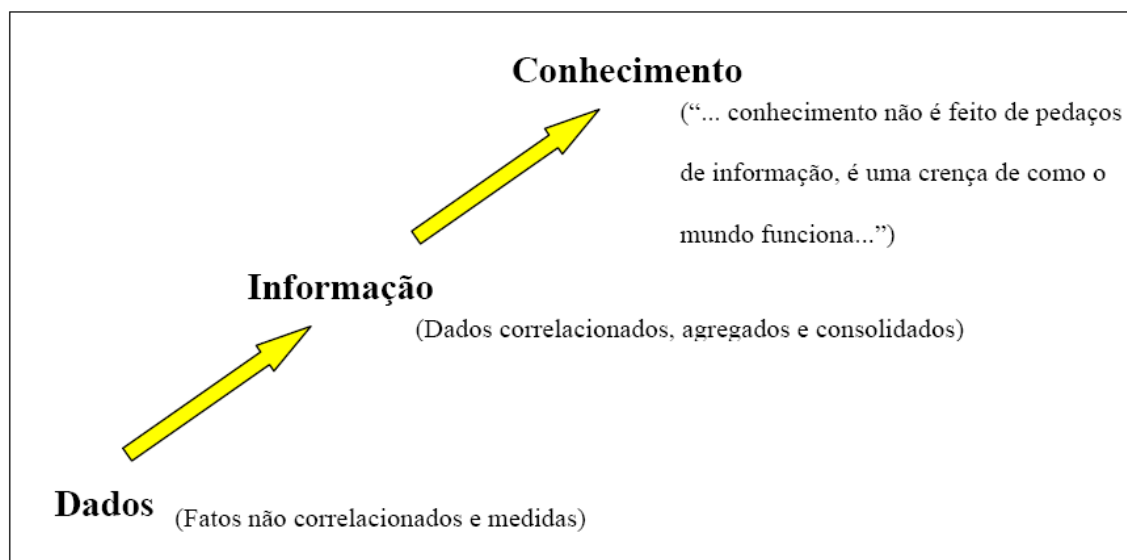 Conhecimento
(“... conhecimento não é feito de pedaços
de informação, é uma crença de como o
mundo funciona...”)
Informação
(Dados correlacionados, agregados e consolidados)
Dados (Fatos não correlacionados e medidas)